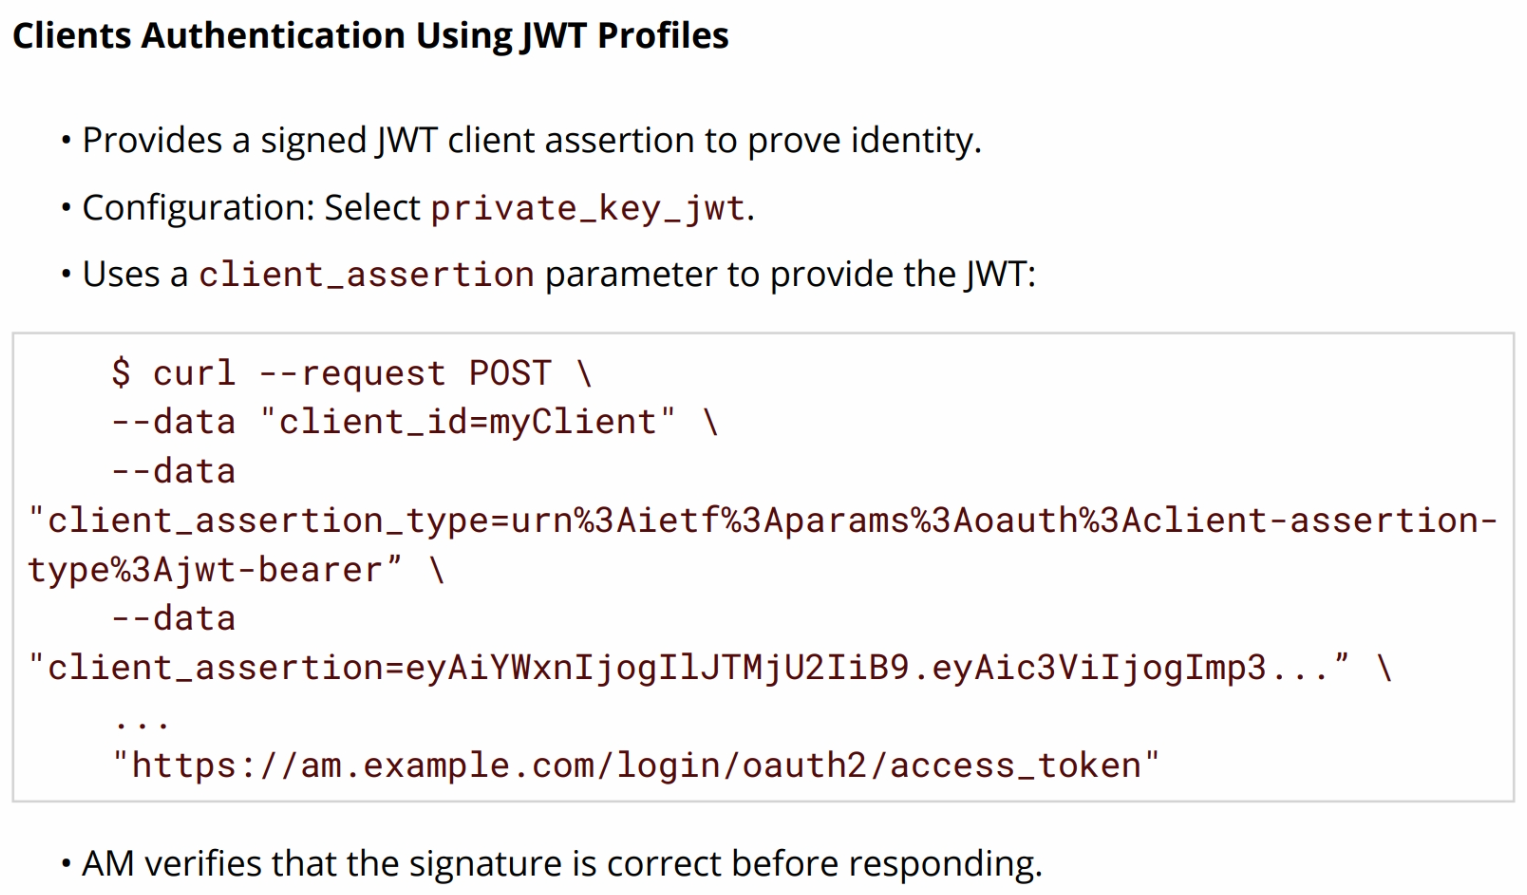 Clients Authentication Using JWT Profiles
• Provides a signed JWT client assertion to prove identity.
• Configuration: Select private_key_jwt.
• Uses a client_assertion parameter to provide the JWT:
$ curl --request POST \
--data "client_id=myClient" \
--data
"client_assertion_type=urn%3Aietf%3Aparams%3Aoauth%3Aclient-assertion-
type%3Ajwt-bearer” \
--data
"client_assertion=eyAiYWxnIjogIlJTMjU2IiB9.eyAic3ViIjogImp3...” \
...
"https://am.example.com/login/oauth2/access_token"
• AM verifies that the signature is correct before responding.